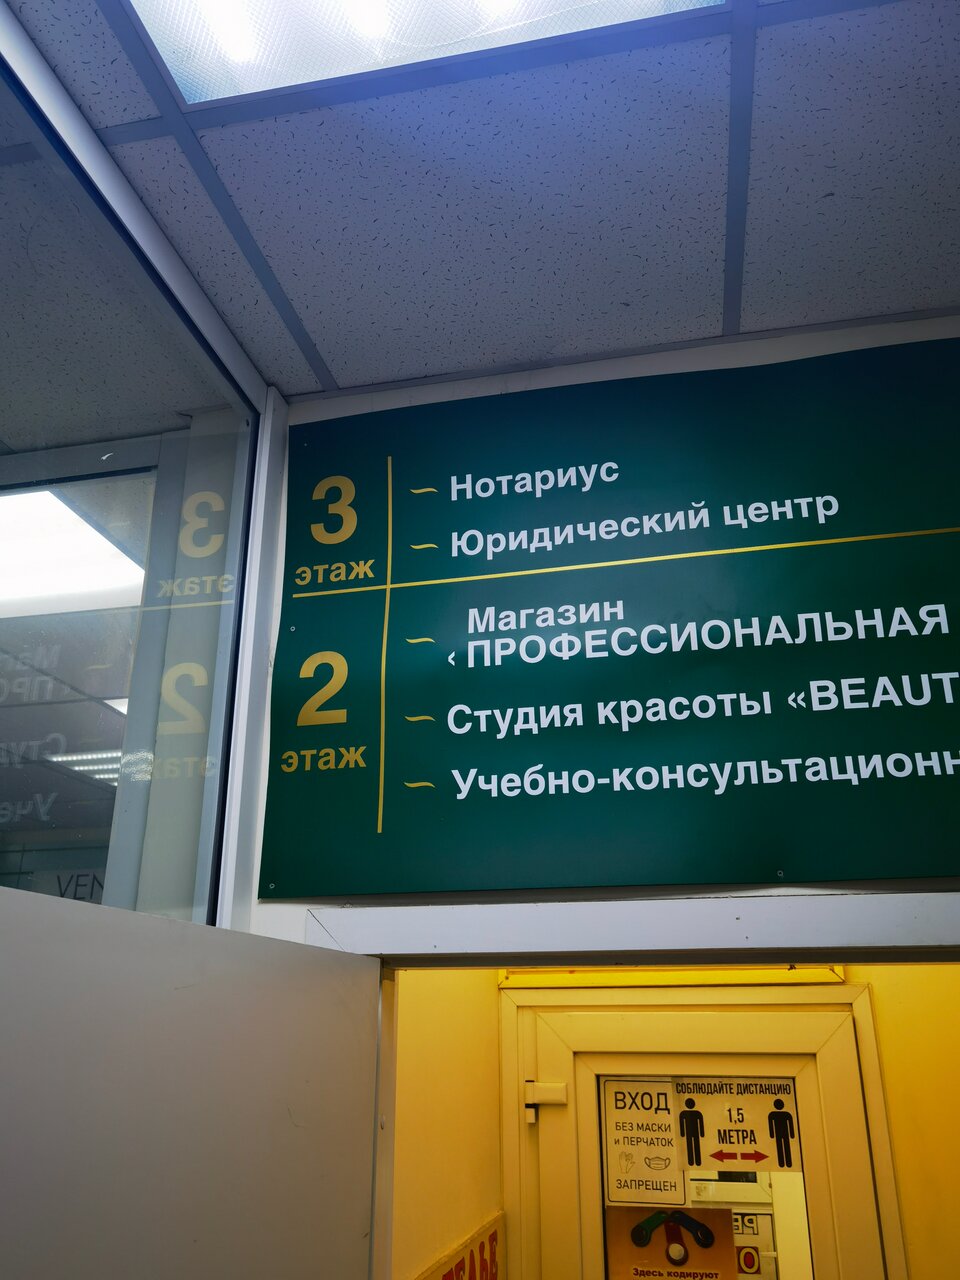 3
этаж
Нотариус
Юридический центр
2
этаж
Магазин
‹ ПРОФЕССИОНАЛЬНАЯ
Студия красоты «BEAUT
Учебно-консультационн
VEN
ВХОД
БЕЗ МАСКИ
и ПЕРЧАТОК
ЗАПРЕЩЕН
СОБЛЮДАЙТЕ ДИСТАНЦИЮ
1,5
МЕТРА
Здесь кодируют